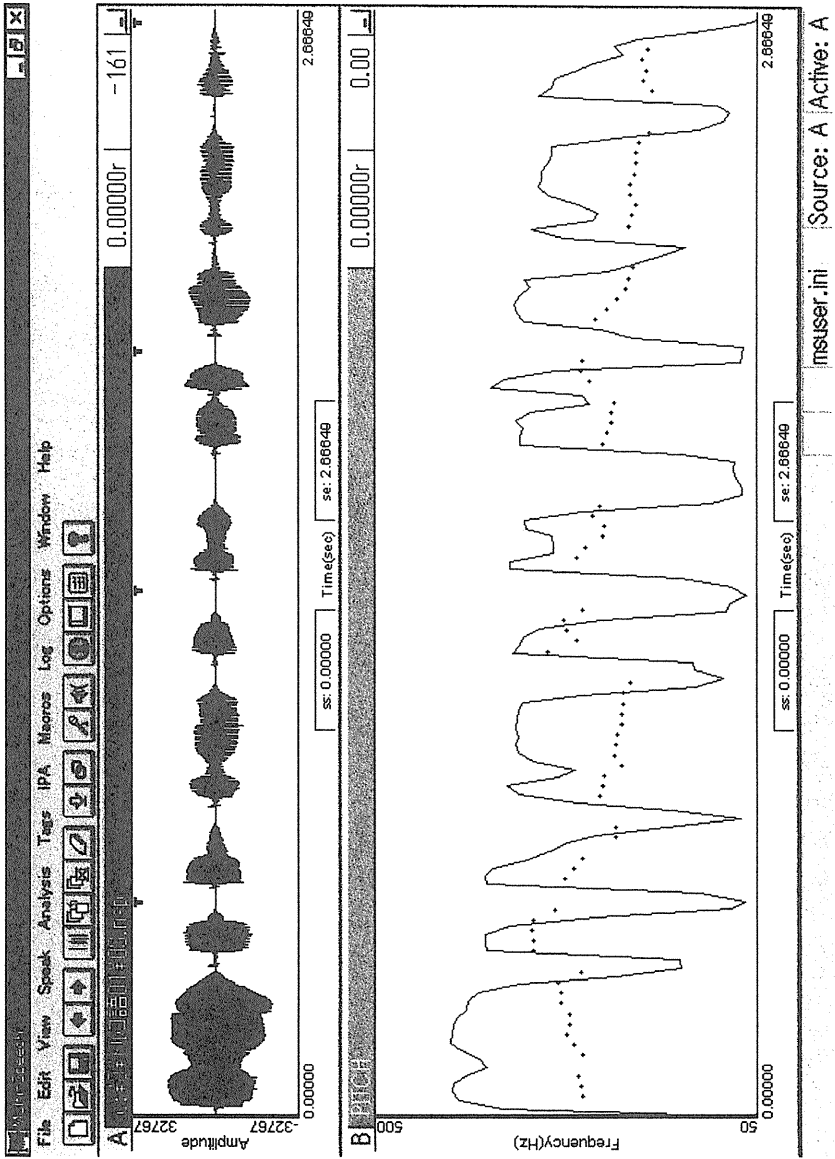 File Edit View Speak Analysis Tags IPA Macros Log Options Window Help
A
0.00000r -161
32767
Amplitude
-32767
0.00000
2.66649
ss: 0.00000 Time(sec) se: 2.66649
B PITCH
0.00000r 0.00
500
Frequency(Hz)
50
0.00000
2.66649
ss: 0.00000 Time(sec) se: 2.66649
msuser.ini Source: A Active: A